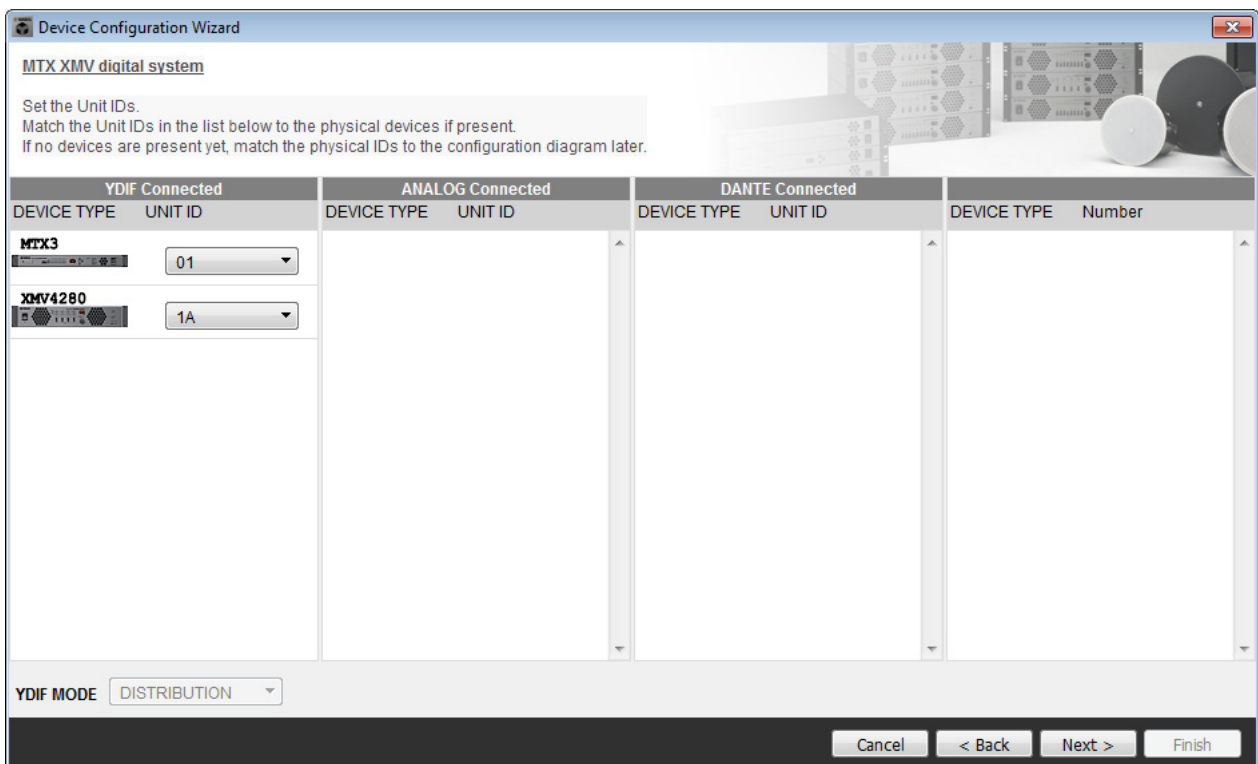 Device Configuration Wizard
MTX XMV digital system
Set the Unit IDs.
Match the Unit IDs in the list below to the physical devices if present.
If no devices are present yet, match the physical IDs to the configuration diagram later.
YDIF Connected ANALOG Connected DANTE Connected
DEVICE TYPE UNIT ID DEVICE TYPE UNIT ID DEVICE TYPE UNIT ID DEVICE TYPE Number
MTX3
01
XMV4280
1A
YDIF MODE DISTRIBUTION
Cancel < Back Next > Finish